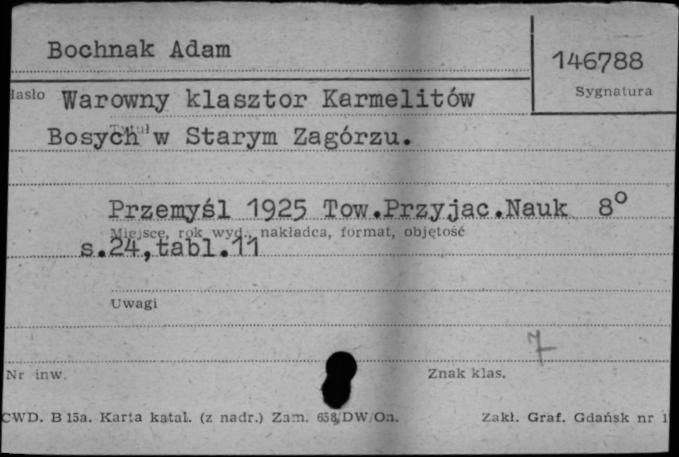 Bochnak Adam
146788
Sygnatura
Hasło Warowny klasztor Karmelitów
Tytuł
Bosych w Starym Zagórzu.
Przemyśl 1925 Tow.Przyjac.Nauk 8°
Miejsce, rok wyd., nakładca, format, objętość
s.24,tabl.11
Uwagi
7
Nr inw.
Znak klas.
CWD. B 15a. Karta katal. (z nadr.) Zam. 658/DW/On.
Zakł. Graf. Gdańsk nr 1